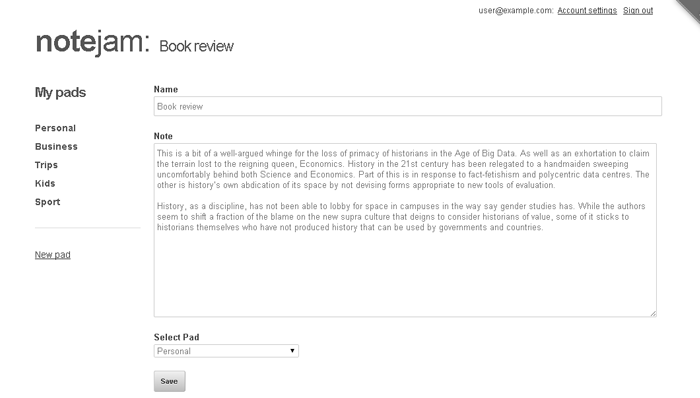 user@example.com: Account settings Sign out
notejam: Book review
My pads
Personal
Business
Trips
Kids
Sport
New pad
Name
Book review
Note
This is a bit of a well-argued whinge for the loss of primacy of historians in the Age of Big Data. As well as an exhortation to claim
the terrain lost to the reigning queen, Economics. History in the 21st century has been relegated to a handmaiden sweeping
uncomfortably behind both Science and Economics. Part of this is in response to fact-fetishism and polycentric data centres. The
other is history's own abdication of its space by not devising forms appropriate to new tools of evaluation.
History, as a discipline, has not been able to lobby for space in campuses in the way say gender studies has. While the authors
seem to shift a fraction of the blame on the new supra culture that deigns to consider historians of value, some of it sticks to
historians themselves who have not produced history that can be used by governments and countries.
Select Pad
Personal
Save